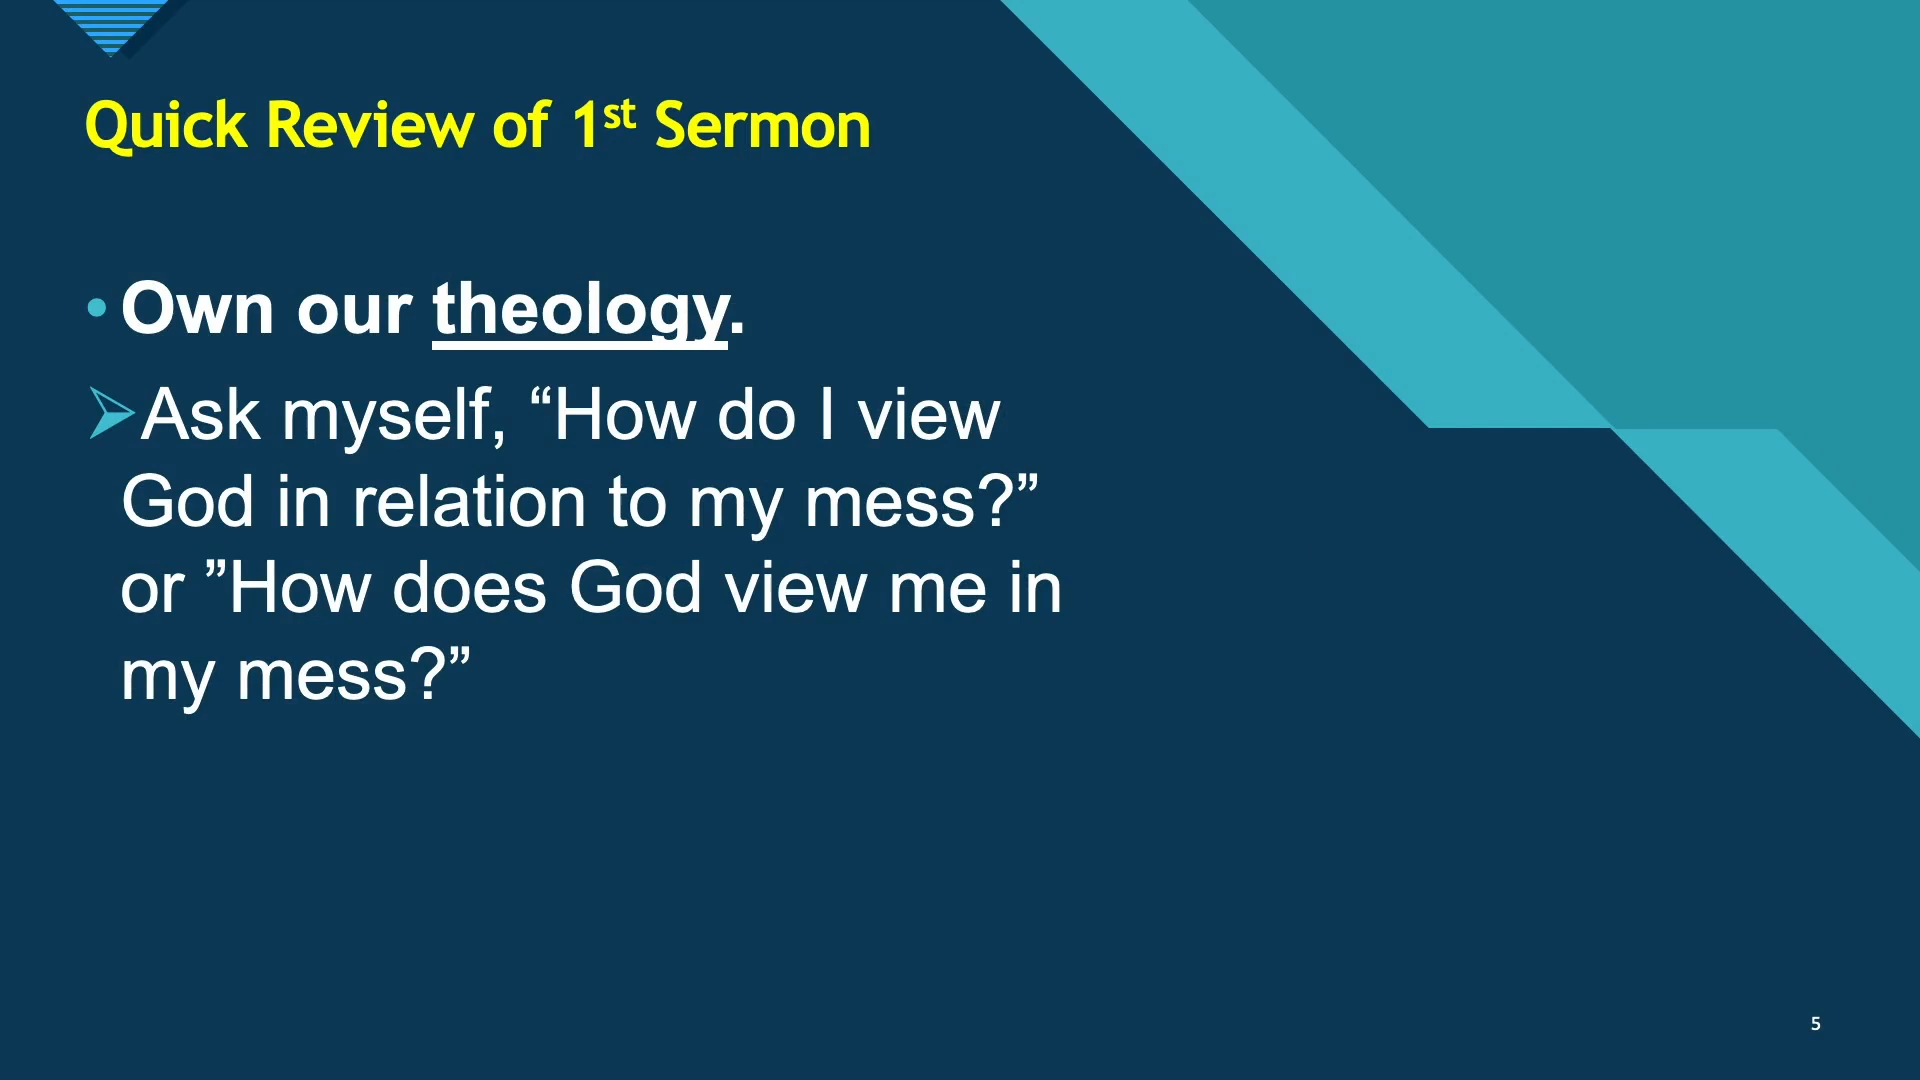 Quick Review of 1st Sermon
• Own our theology.
➢Ask myself, “How do I view
God in relation to my mess?”
or ”How does God view me in
my mess?”
5